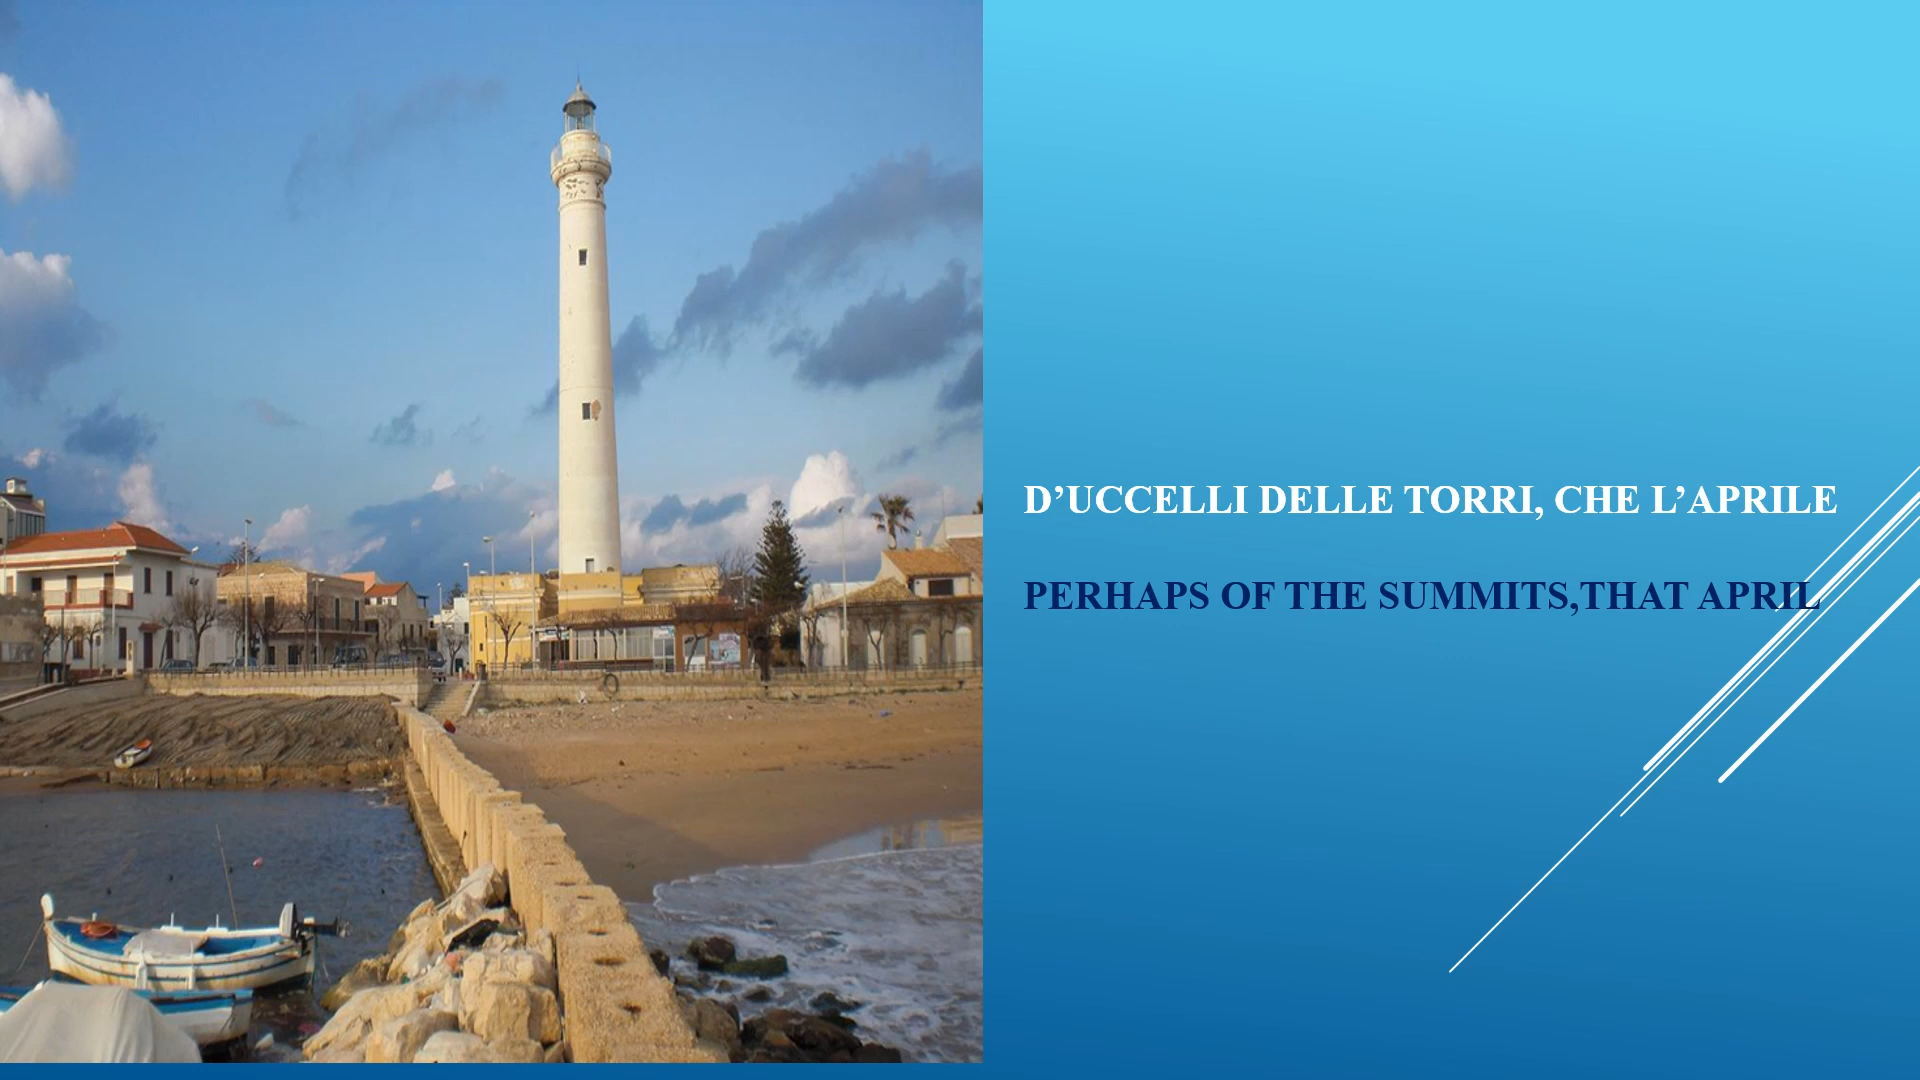 D’UCCELLI DELLE TORRI, CHE L’APRILE
PERHAPS OF THE SUMMITS,THAT APRIL